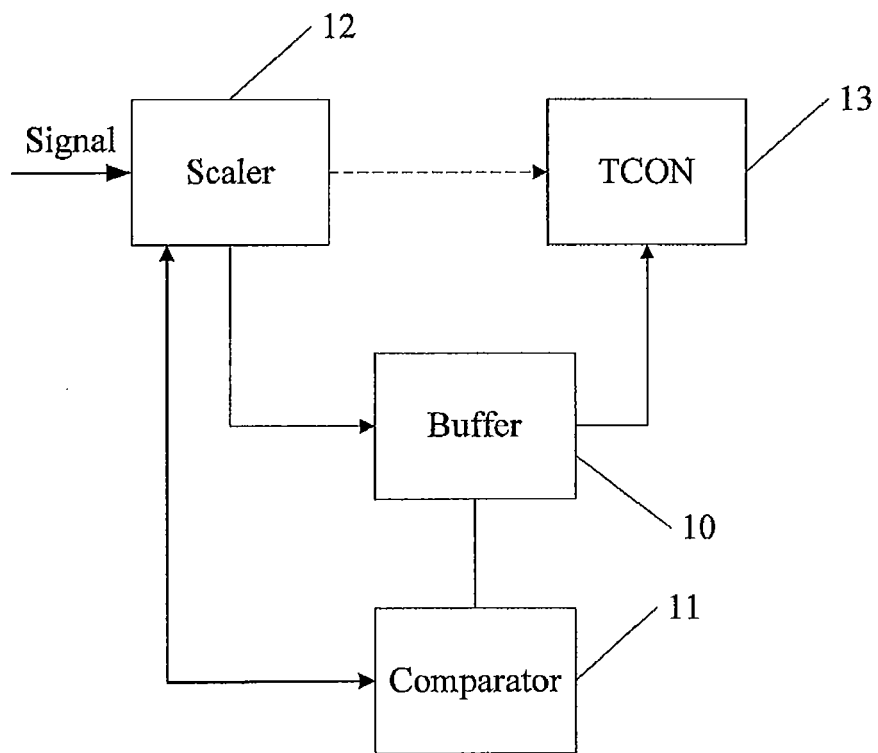 12
13
Signal
Scaler
TCON
Buffer
10
11
Comparator